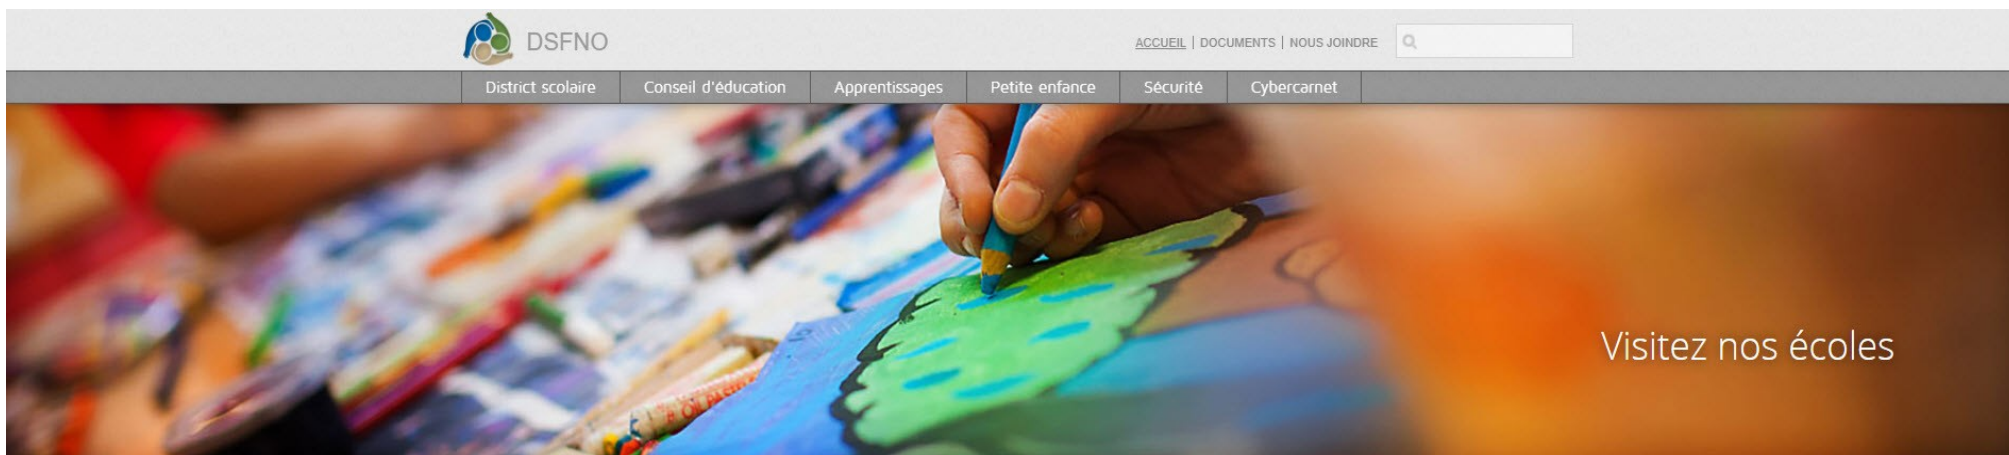 DSFNO
ACCUEIL | DOCUMENTS | NOUS JOINDRE
District scolaire
Conseil d'éducation
Apprentissages
Petite enfance
Sécurité
Cybercarnet
Visitez nos écoles